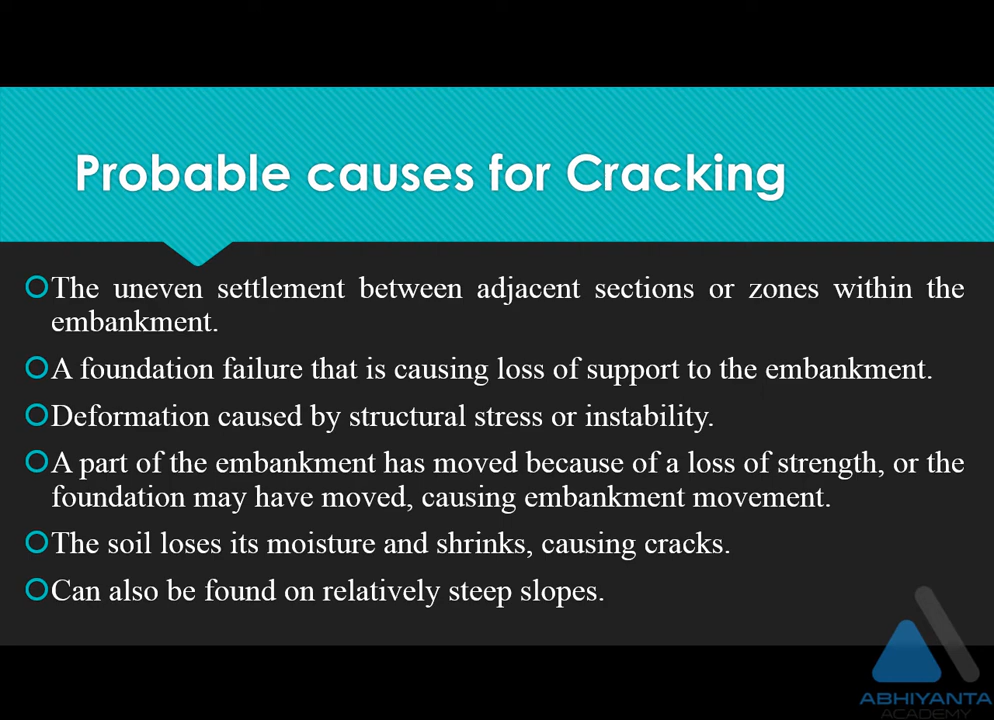 Probable causes for Cracking
The uneven settlement between adjacent sections or zones within the
embankment.
A foundation failure that is causing loss of support to the embankment.
Deformation caused by structural stress or instability.
A part of the embankment has moved because of a loss of strength, or the
foundation may have moved, causing embankment movement.
The soil loses its moisture and shrinks, causing cracks.
Can also be found on relatively steep slopes.
ABHIYANTA
ACADEMY